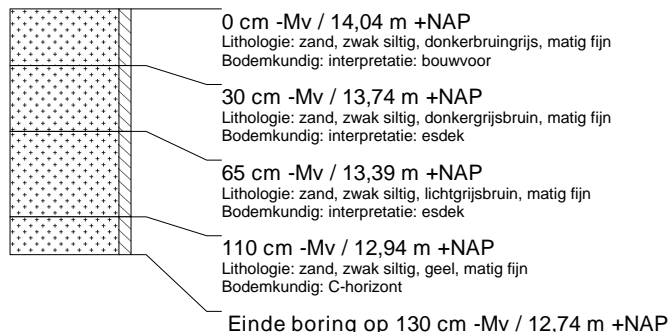 0 cm -Mv / 14,04 m +NAP
Lithologie: zand, zwak siltig, donkerbruingrijs, matig fijn
Bodemkundig: interpretatie: bouwvoor
30 cm -Mv / 13,74 m +NAP
Lithologie: zand, zwak siltig, donkergrijsbruin, matig fijn
Bodemkundig: interpretatie: esdek
65 cm -Mv / 13,39 m +NAP
Lithologie: zand, zwak siltig, lichtgrijsbruin, matig fijn
Bodemkundig: interpretatie: esdek
110 cm -Mv / 12,94 m +NAP
Lithologie: zand, zwak siltig, geel, matig fijn
Bodemkundig: C-horizont
Einde boring op 130 cm -Mv / 12,74 m +NAP